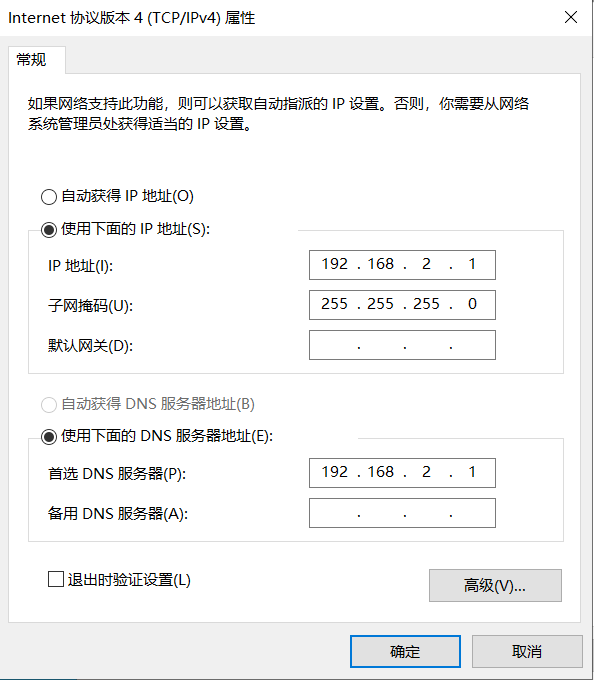 Internet 协议版本 4 (TCP/IPv4) 属性
常规
如果网络支持此功能，则可以获取自动指派的 IP 设置。否则，你需要从网络
系统管理员处获得适当的 IP 设置。
自动获得 IP 地址(O)
使用下面的 IP 地址(S):
IP 地址(I):
192 . 168 . 2 . 1
子网掩码(U):
255 . 255 . 255 . 0
默认网关(D):
. . .
自动获得 DNS 服务器地址(B)
使用下面的 DNS 服务器地址(E):
首选 DNS 服务器(P):
192 . 168 . 2 . 1
备用 DNS 服务器(A):
. . .
退出时验证设置(L)
高级(V)...
确定
取消